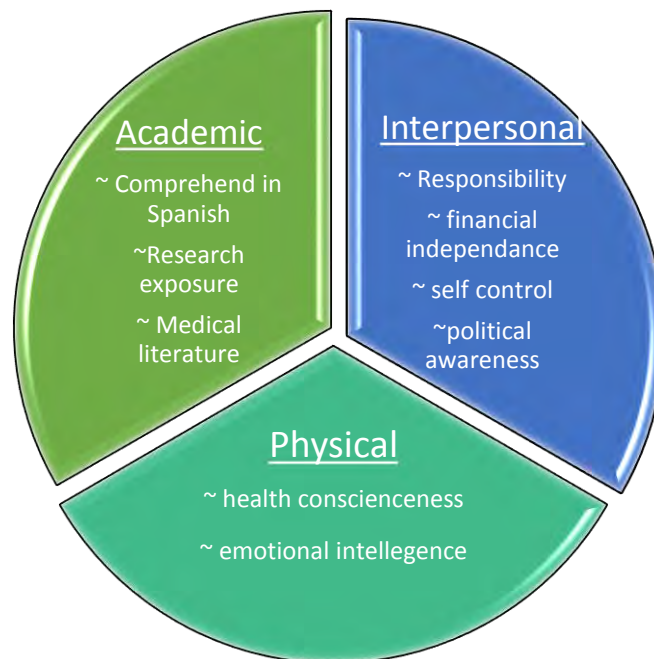 Academic
~ Comprehend in
Spanish
~Research
exposure
~ Medical
literature
Interpersonal
~ Responsibility
~ financial
independance
~ self control
~political
awareness
Physical
~ health conscienceness
~ emotional intellegence